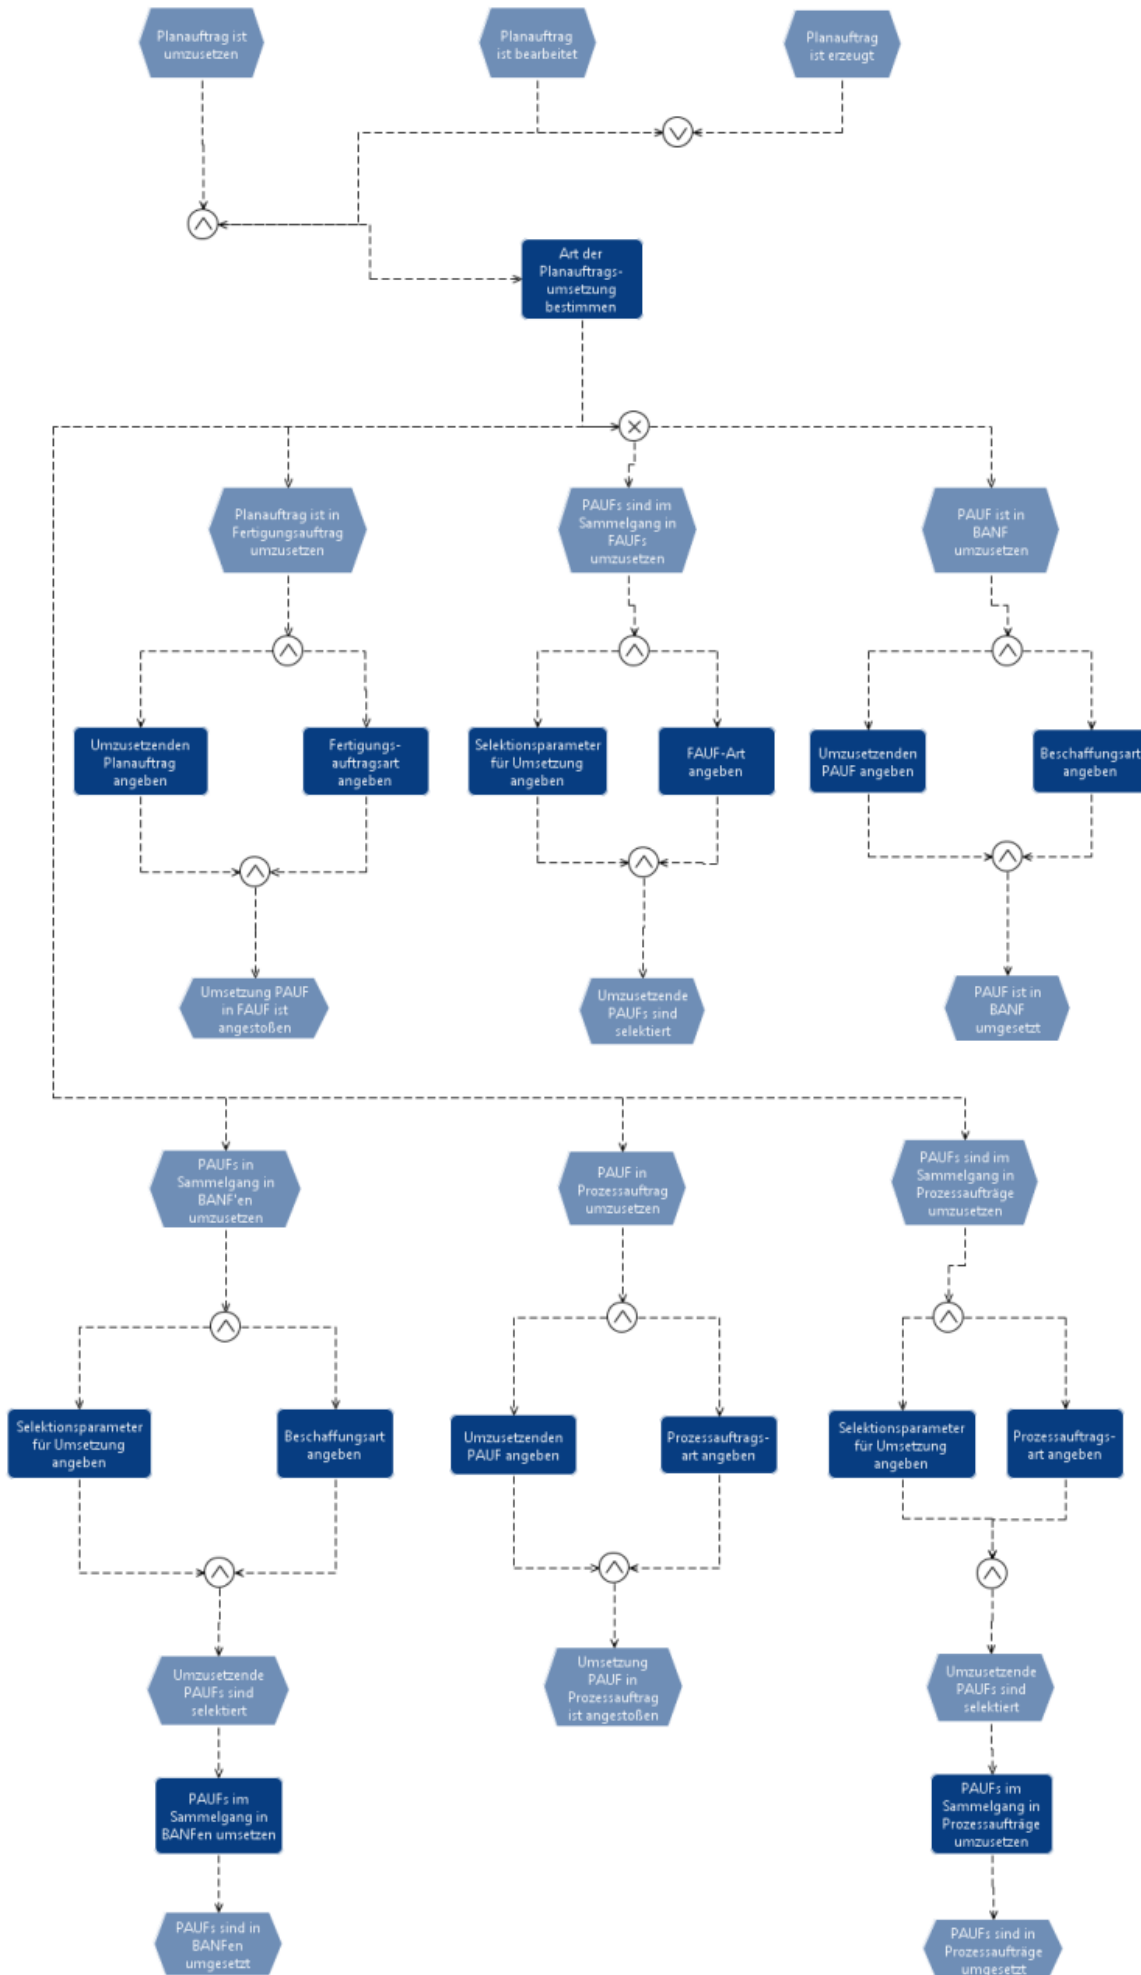 Planauftrag ist
umzusetzen
Planauftrag
ist bearbeitet
Planauftrag
ist erzeugt
Art der
Planauftrags-
umsetzung
bestimmen
Planauftrag ist in
Fertigungsauftrag
umzusetzen
PAUFs sind im
Sammelgang in
FAUFs
umzusetzen
PAUF ist in
BANF
umzusetzen
Umzusetzenden
Planauftrag
angeben
Fertigungs-
auftragsart
angeben
Selektionsparameter
für Umsetzung
angeben
FAUF-Art
angeben
Umzusetzenden
PAUF angeben
Beschaffungsart
angeben
Umsetzung PAUF
in FAUF ist
angestoßen
Umzusetzende
PAUFs sind
selektiert
PAUF ist in
BANF
umgesetzt
PAUFs in
Sammelgang in
BANF'en
umzusetzen
PAUF in
Prozessauftrag
umzusetzen
PAUFs sind im
Sammelgang in
Prozessaufträge
umzusetzen
Selektionsparameter
für Umsetzung
angeben
Beschaffungsart
angeben
Umzusetzenden
PAUF angeben
Prozessauftrags-
art angeben
Selektionsparameter
für Umsetzung
angeben
Prozessauftrags-
art angeben
Umzusetzende
PAUFs sind
selektiert
Umsetzung
PAUF in
Prozessauftrag
ist angestoßen
Umzusetzende
PAUFs sind
selektiert
PAUFs im
Sammelgang in
BANFen umsetzen
PAUFs im
Sammelgang in
Prozessaufträge
umzusetzen
PAUFs sind in
BANFen
umgesetzt
PAUFs sind in
Prozessaufträge
umgesetzt